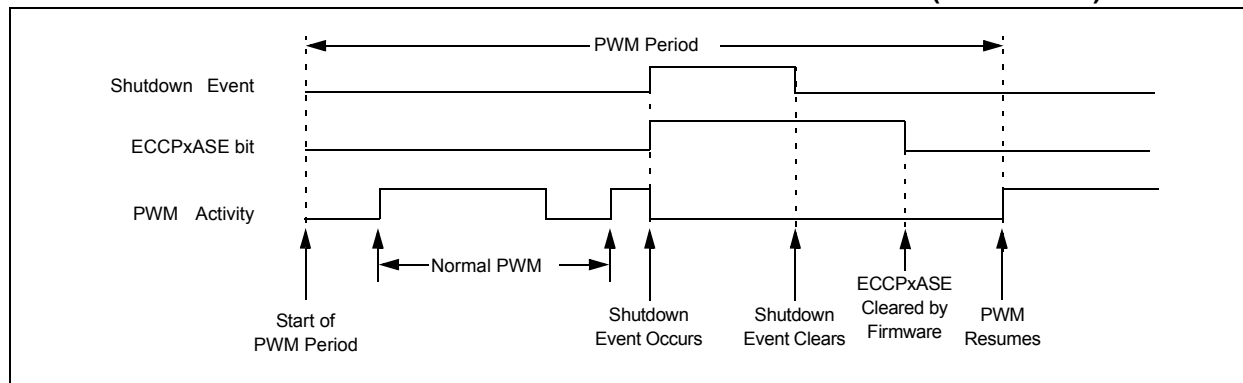 PWM Period
Shutdown Event
ECCPxASE bit
PWM Activity
Normal PWM
Start of
PWM Period
Shutdown
Event Occurs
Shutdown
Event Clears
ECCPxASE
Cleared by
Firmware
PWM
Resumes